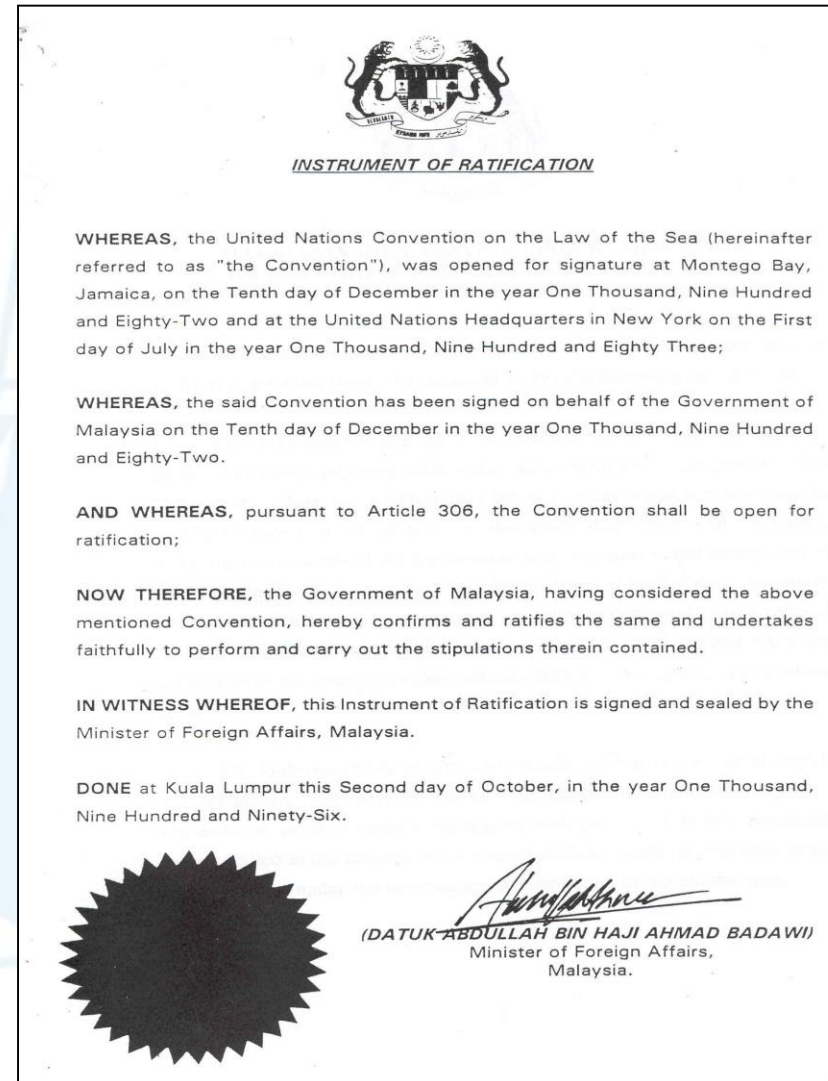 INSTRUMENT OF RATIFICATION
WHEREAS, the United Nations Convention on the Law of the Sea (hereinafter
referred to as "the Convention"), was opened for signature at Montego Bay,
Jamaica, on the Tenth day of December in the year One Thousand, Nine Hundred
and Eighty-Two and at the United Nations Headquarters in New York on the First
day of July in the year One Thousand, Nine Hundred and Eighty Three;
WHEREAS, the said Convention has been signed on behalf of the Government of
Malaysia on the Tenth day of December in the year One Thousand, Nine Hundred
and Eighty-Two.
AND WHEREAS, pursuant to Article 306, the Convention shall be open for
ratification;
NOW THEREFORE, the Government of Malaysia, having considered the above
mentioned Convention, hereby confirms and ratifies the same and undertakes
faithfully to perform and carry out the stipulations therein contained.
IN WITNESS WHEREOF, this Instrument of Ratification is signed and sealed by the
Minister of Foreign Affairs, Malaysia.
DONE at Kuala Lumpur this Second day of October, in the year One Thousand,
Nine Hundred and Ninety-Six.
(DATUK ABDULLAH BIN HAJI AHMAD BADAWI)
Minister of Foreign Affairs,
Malaysia.